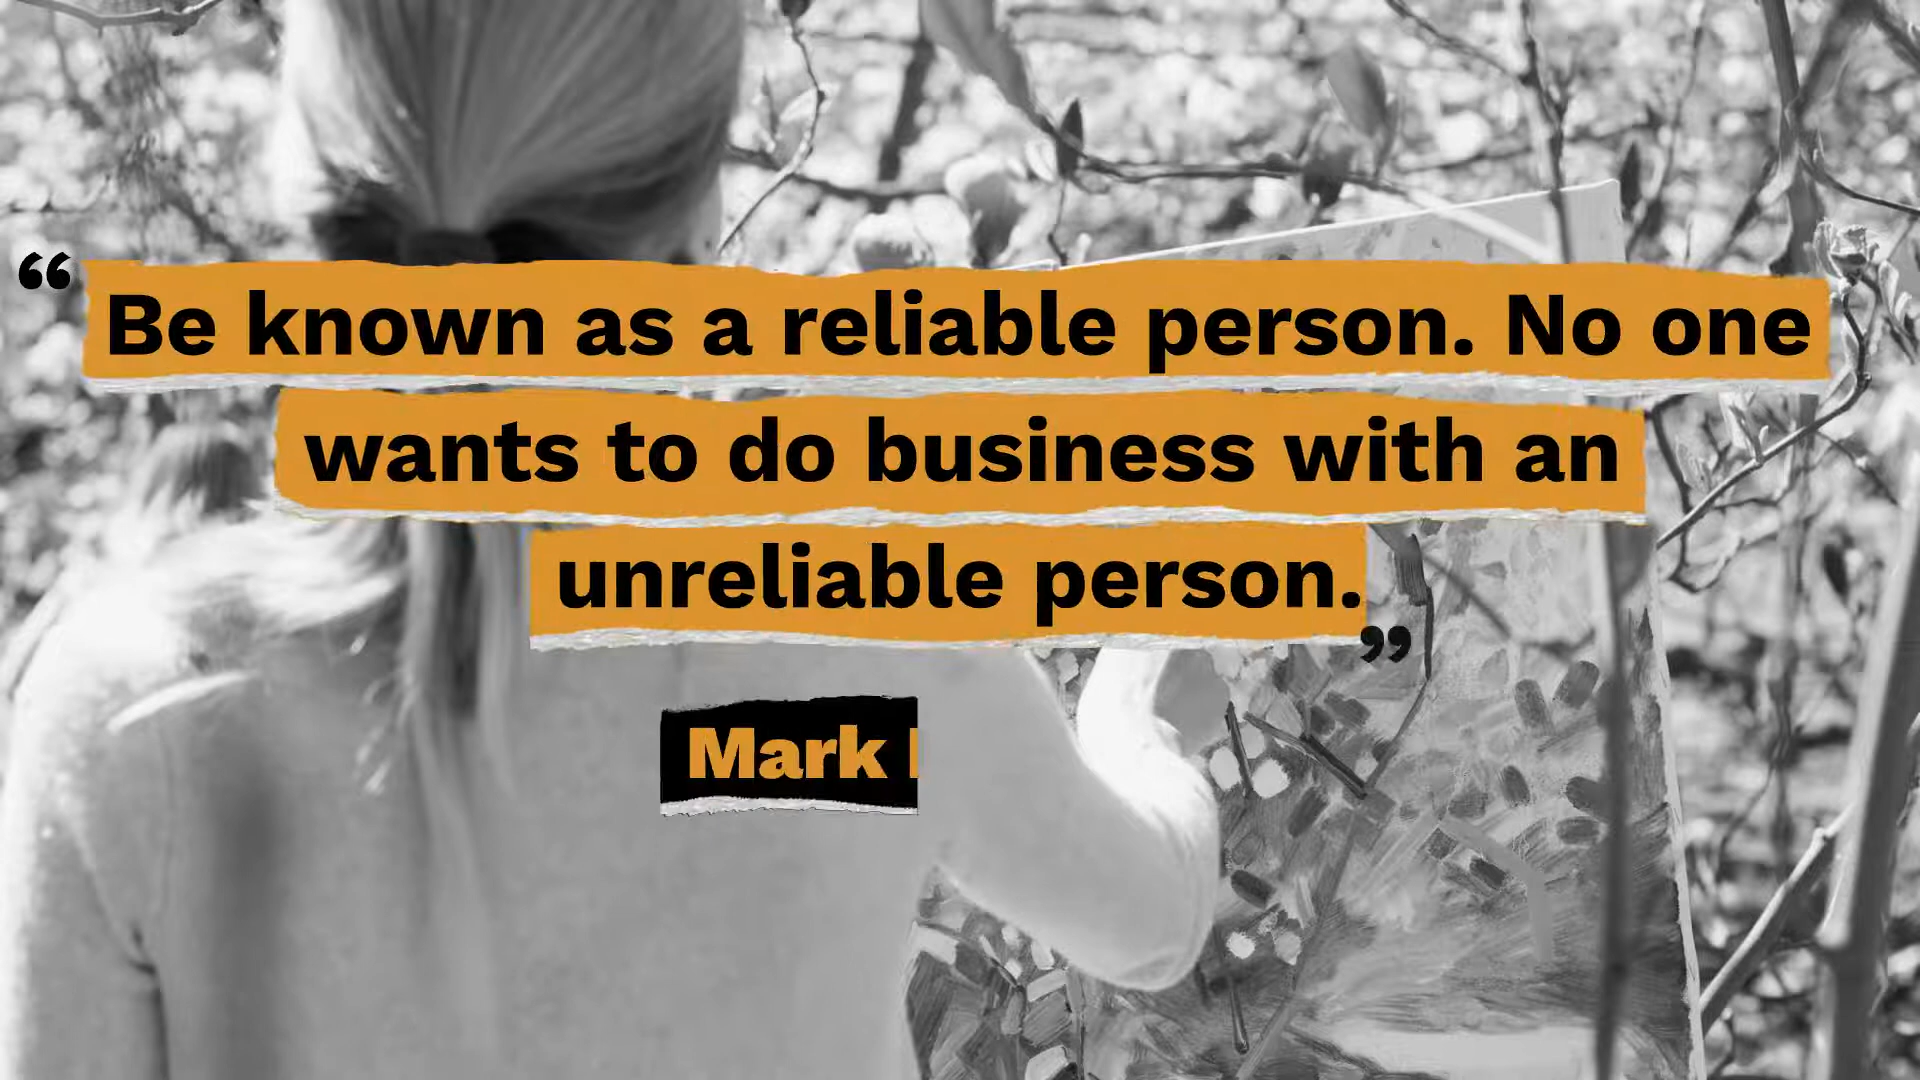 “Be known as a reliable person. No one
wants to do business with an
unreliable person.”
Mark